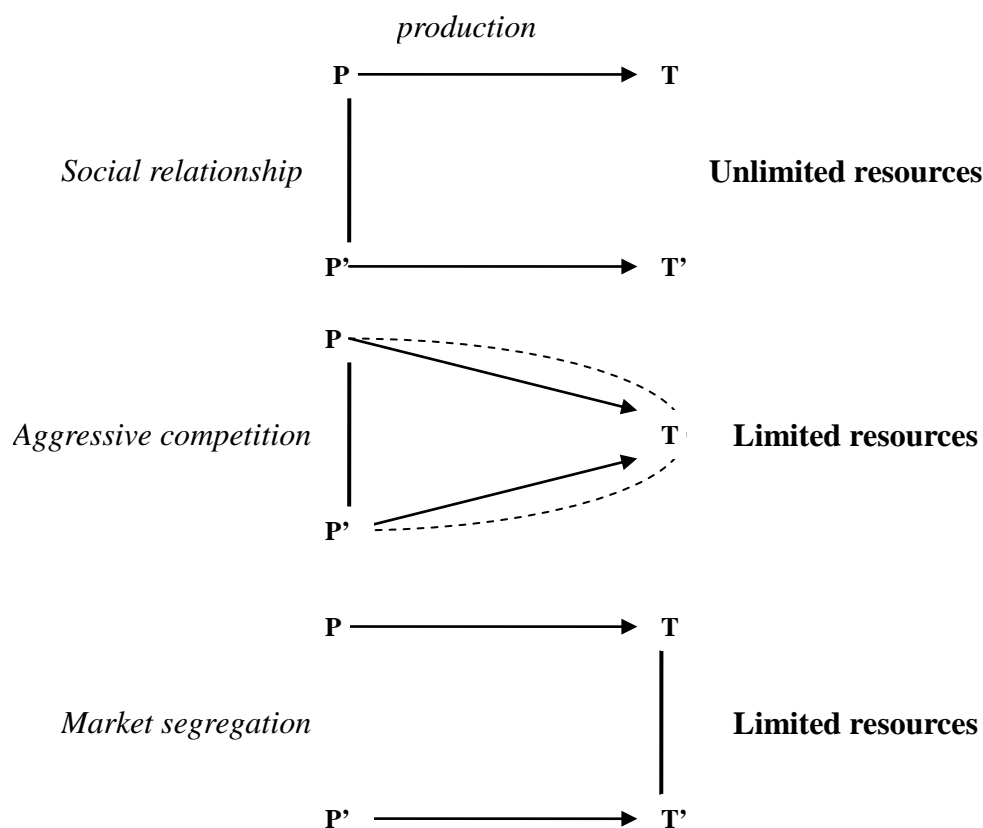 production
P T
Social relationship Unlimited resources
P’ T’
P
Aggressive competition T Limited resources
P’
P T
Market segregation Limited resources
P’ T’